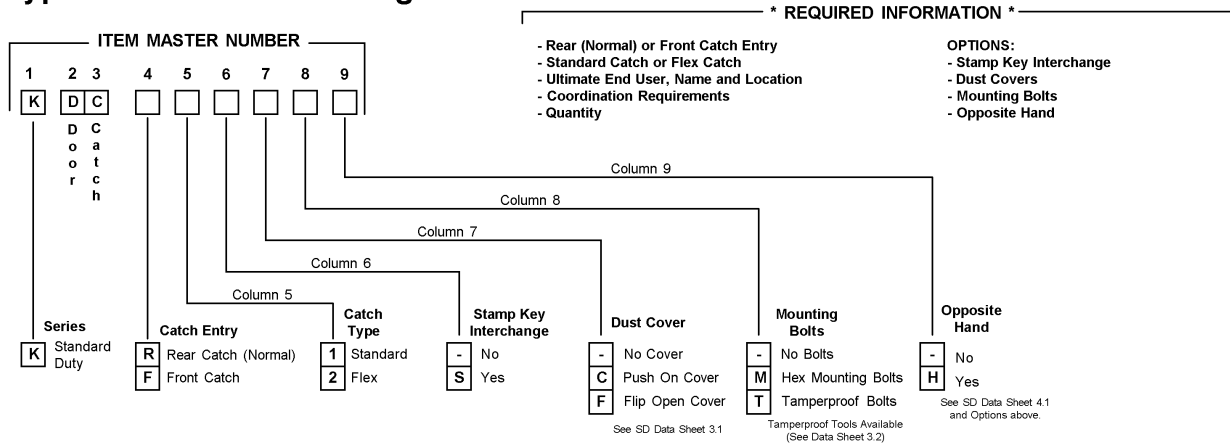 * REQUIRED INFORMATION *
ITEM MASTER NUMBER
- Rear (Normal) or Front Catch Entry
- Standard Catch or Flex Catch
- Ultimate End User, Name and Location
- Coordination Requirements
- Quantity
OPTIONS:
- Stamp Key Interchange
- Dust Covers
- Mounting Bolts
- Opposite Hand
1 2 3 4 5 6 7 8 9
K D C
Door
Catch
Column 9
Column 8
Column 7
Column 6
Column 5
Series
K Standard
Duty
Catch Entry
R Rear Catch (Normal)
F Front Catch
Catch
Type
1 Standard
2 Flex
Stamp Key
Interchange
- No
S Yes
Dust Cover
- No Cover
C Push On Cover
F Flip Open Cover
See SD Data Sheet 3.1
Mounting
Bolts
- No Bolts
M Hex Mounting Bolts
T Tamperproof Bolts
Tamperproof Tools Available
(See Data Sheet 3.2)
Opposite
Hand
- No
H Yes
See SD Data Sheet 4.1
and Options above.